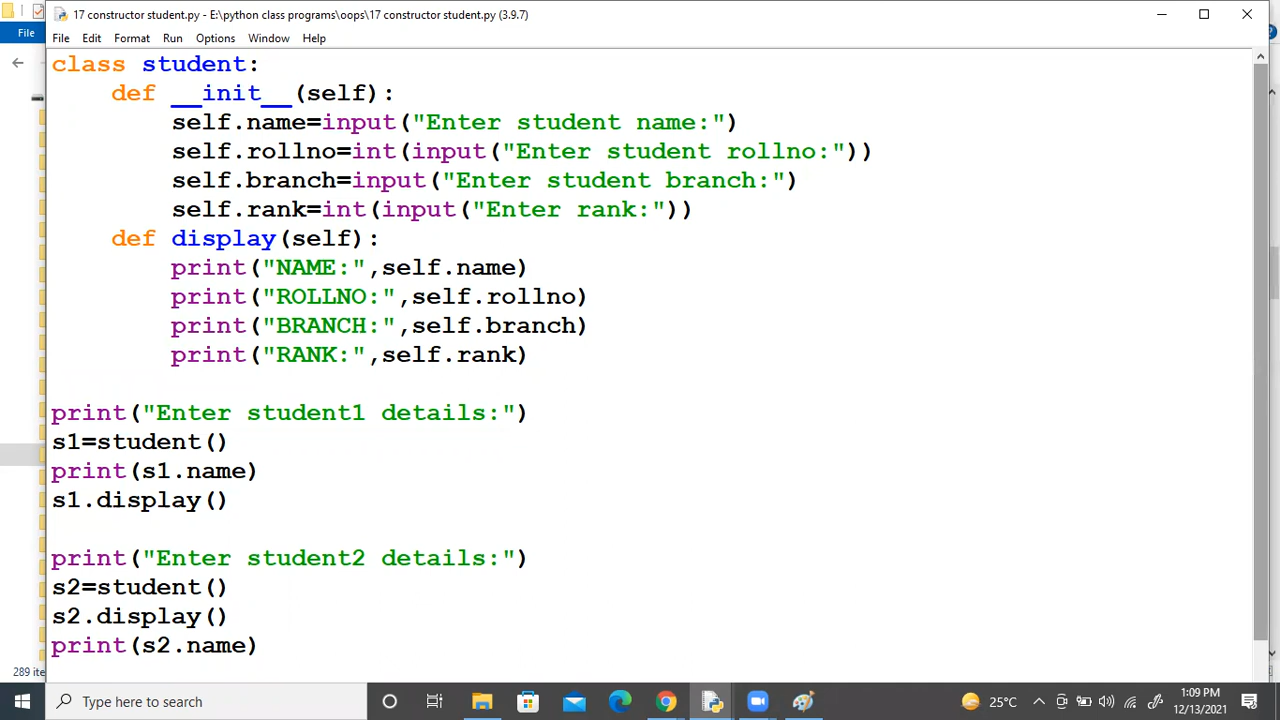 17 constructor student.py - E:\python class programs\oops\17 constructor student.py (3.9.7)
File
File Edit Format Run Options Window Help
class student:
    def __init__(self):
        self.name=input("Enter student name:")
        self.rollno=int(input("Enter student rollno:"))
        self.branch=input("Enter student branch:")
        self.rank=int(input("Enter rank:"))
    def display(self):
        print("NAME:",self.name)
        print("ROLLNO:",self.rollno)
        print("BRANCH:",self.branch)
        print("RANK:",self.rank)
print("Enter student1 details:")
s1=student()
print(s1.name)
s1.display()
print("Enter student2 details:")
s2=student()
s2.display()
print(s2.name)
289 ite
Type here to search
25°C
1:09 PM
12/13/2021